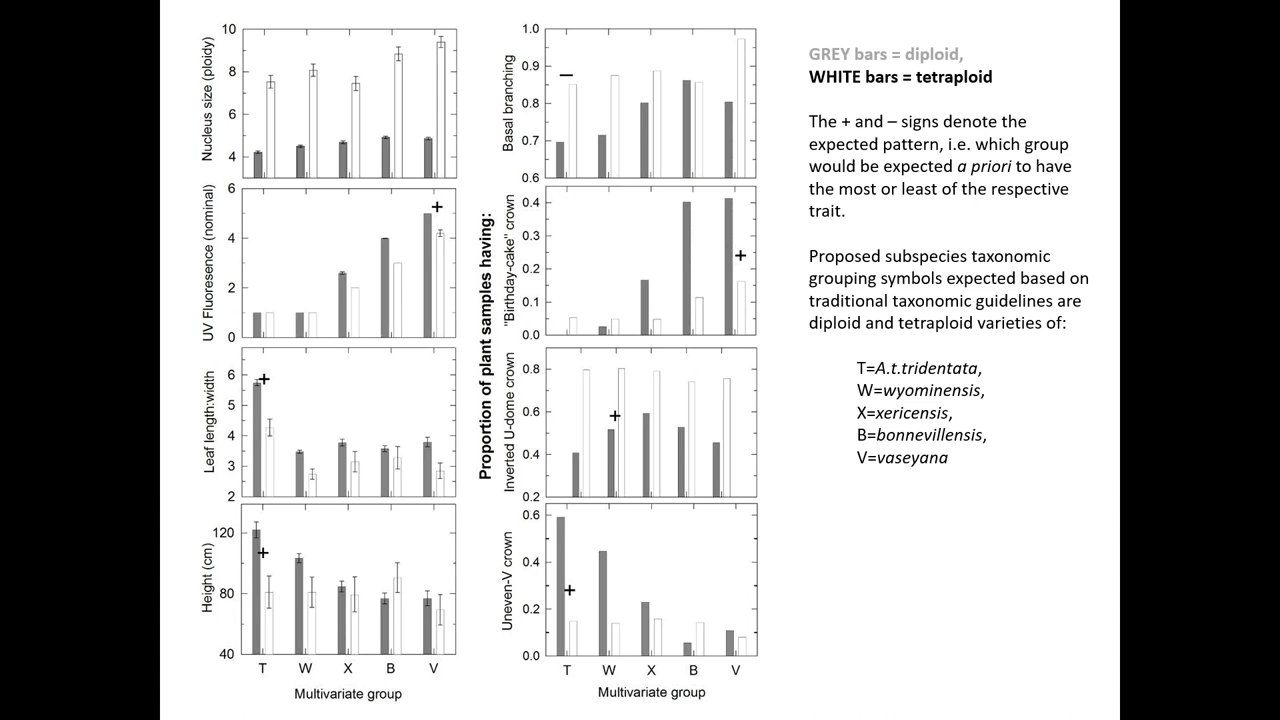 10
8
6
4
Nucleus size (ploidy)
6
4
2
0
UV Fluoresence (nominal)
+
6
5
4
3
2
Leaf length:width
+
120
80
40
Height (cm)
+
T W X B V
Multivariate group
Proportion of plant samples having:
1.0
0.9
0.8
0.7
0.6
Basal branching
–
0.4
0.3
0.2
0.1
0.0
"Birthday-cake" crown
+
0.8
0.6
0.4
0.2
Inverted U-dome crown
+
0.6
0.4
0.2
0.0
Uneven-V crown
+
T W X B V
Multivariate group
GREY bars = diploid,
WHITE bars = tetraploid
The + and – signs denote the
expected pattern, i.e. which group
would be expected a priori to have
the most or least of the respective
trait.
Proposed subspecies taxonomic
grouping symbols expected based on
traditional taxonomic guidelines are
diploid and tetraploid varieties of:
T=A.t.tridentata,
W=wyominensis,
X=xericensis,
B=bonnevillensis,
V=vaseyana